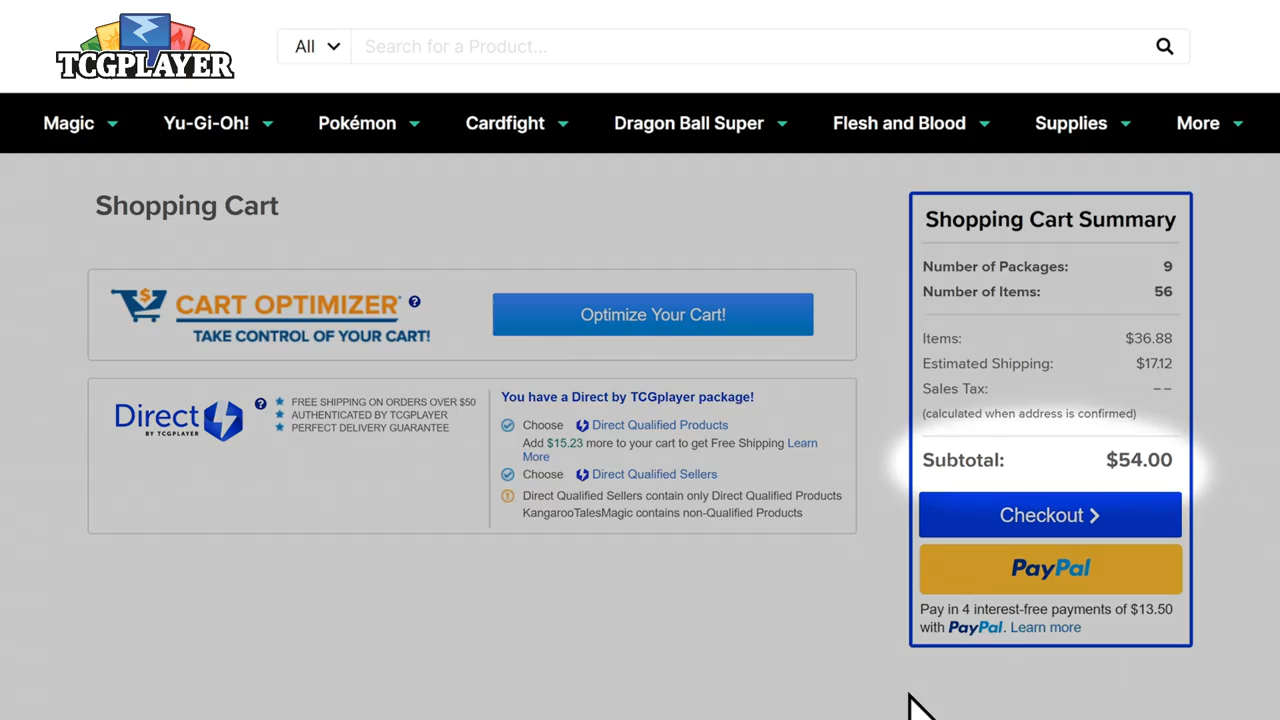 TCGPLAYER
All
Search for a Product...
Magic
Yu-Gi-Oh!
Pokémon
Cardfight
Dragon Ball Super
Flesh and Blood
Supplies
More
Shopping Cart
CART OPTIMIZER
TAKE CONTROL OF YOUR CART!
Optimize Your Cart!
Direct
BY TCGPLAYER
FREE SHIPPING ON ORDERS OVER $50
AUTHENTICATED BY TCGPLAYER
PERFECT DELIVERY GUARANTEE
You have a Direct by TCGplayer package!
Choose Direct Qualified Products
Add $15.23 more to your cart to get Free Shipping Learn
More
Choose Direct Qualified Sellers
Direct Qualified Sellers contain only Direct Qualified Products
KangarooTalesMagic contains non-Qualified Products
Shopping Cart Summary
Number of Packages: 9
Number of Items: 56
Items: $36.88
Estimated Shipping: $17.12
Sales Tax: --
(calculated when address is confirmed)
Subtotal: $54.00
Checkout
PayPal
Pay in 4 interest-free payments of $13.50
with PayPal. Learn more